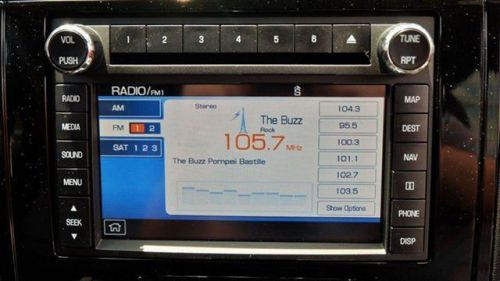 VOL
PUSH
1 2 3 4 5 6
TUNE
RPT
RADIO
MEDIA
SOUND
MENU
SEEK
RADIO/FM1
AM
FM 1 2
SAT 1 2 3
Stereo
The Buzz
Rock
105.7 MHz
The Buzz Pompeii Bastille
104.3
95.5
100.3
101.1
102.7
103.5
Show Options
MAP
DEST
NAV
PHONE
DISP